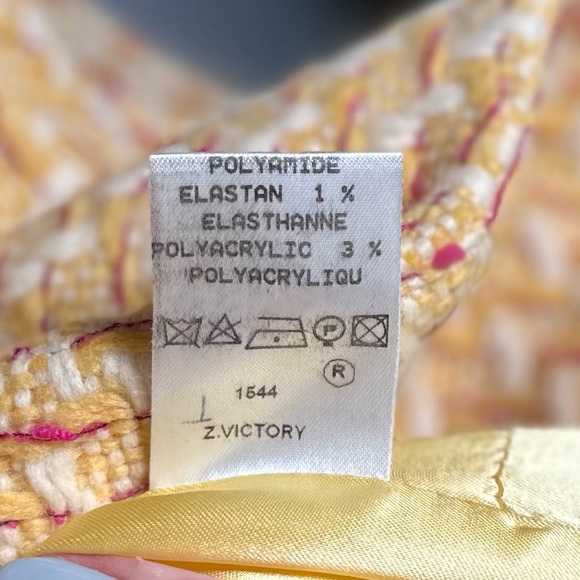 POLYAMIDE
ELASTAN 1 %
ELASTHANNE
POLYACRYLIC 3 %
POLYACRYLIQU
P
R
1544
Z.VICTORY